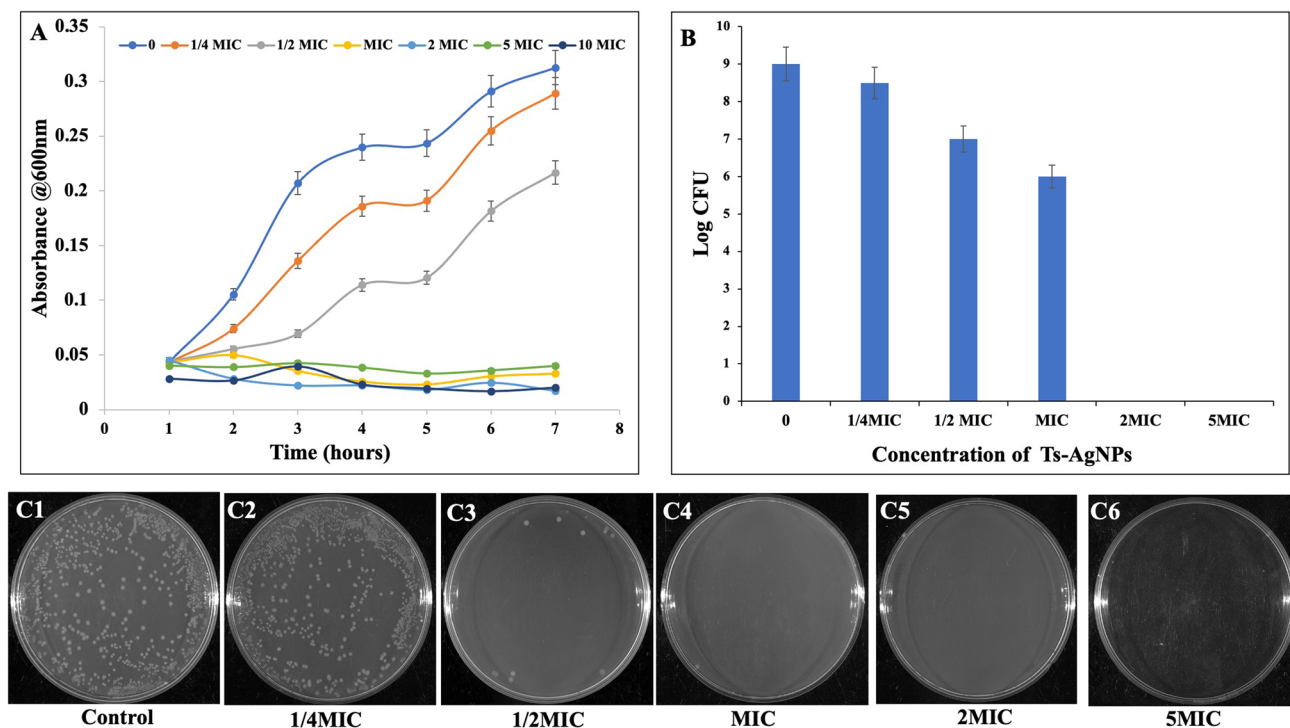 A
0 1/4 MIC 1/2 MIC MIC 2 MIC 5 MIC 10 MIC
0.35
0.3
0.25
0.2
0.15
0.1
0.05
0
Absorbance @600nm
0 1 2 3 4 5 6 7 8
Time (hours)
B
10
9
8
7
6
5
4
3
2
1
0
Log CFU
0 1/4MIC 1/2 MIC MIC 2MIC 5MIC
Concentration of Ts-AgNPs
C1 C2 C3 C4 C5 C6
Control 1/4MIC 1/2MIC MIC 2MIC 5MIC